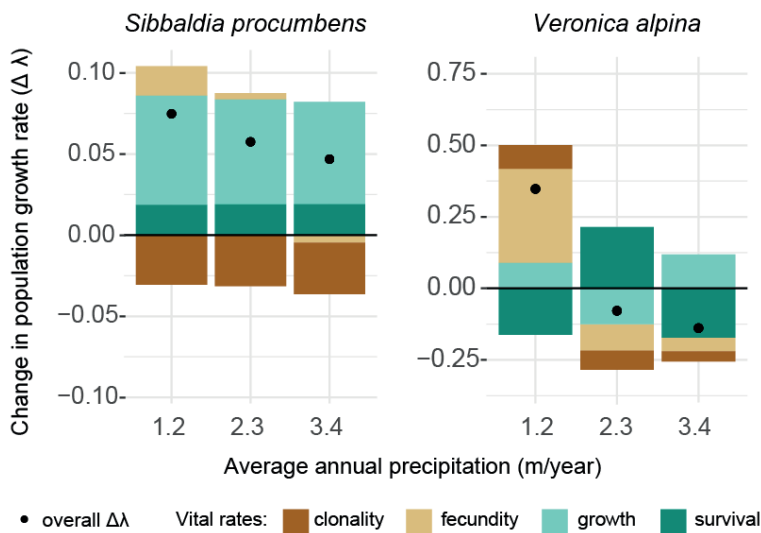 Sibbaldia procumbens
Veronica alpina
Change in population growth rate (Δ λ)
0.10
0.05
0.00
−0.05
−0.10
0.75
0.50
0.25
0.00
−0.25
1.2 2.3 3.4
1.2 2.3 3.4
Average annual precipitation (m/year)
overall Δλ Vital rates: clonality fecundity growth survival